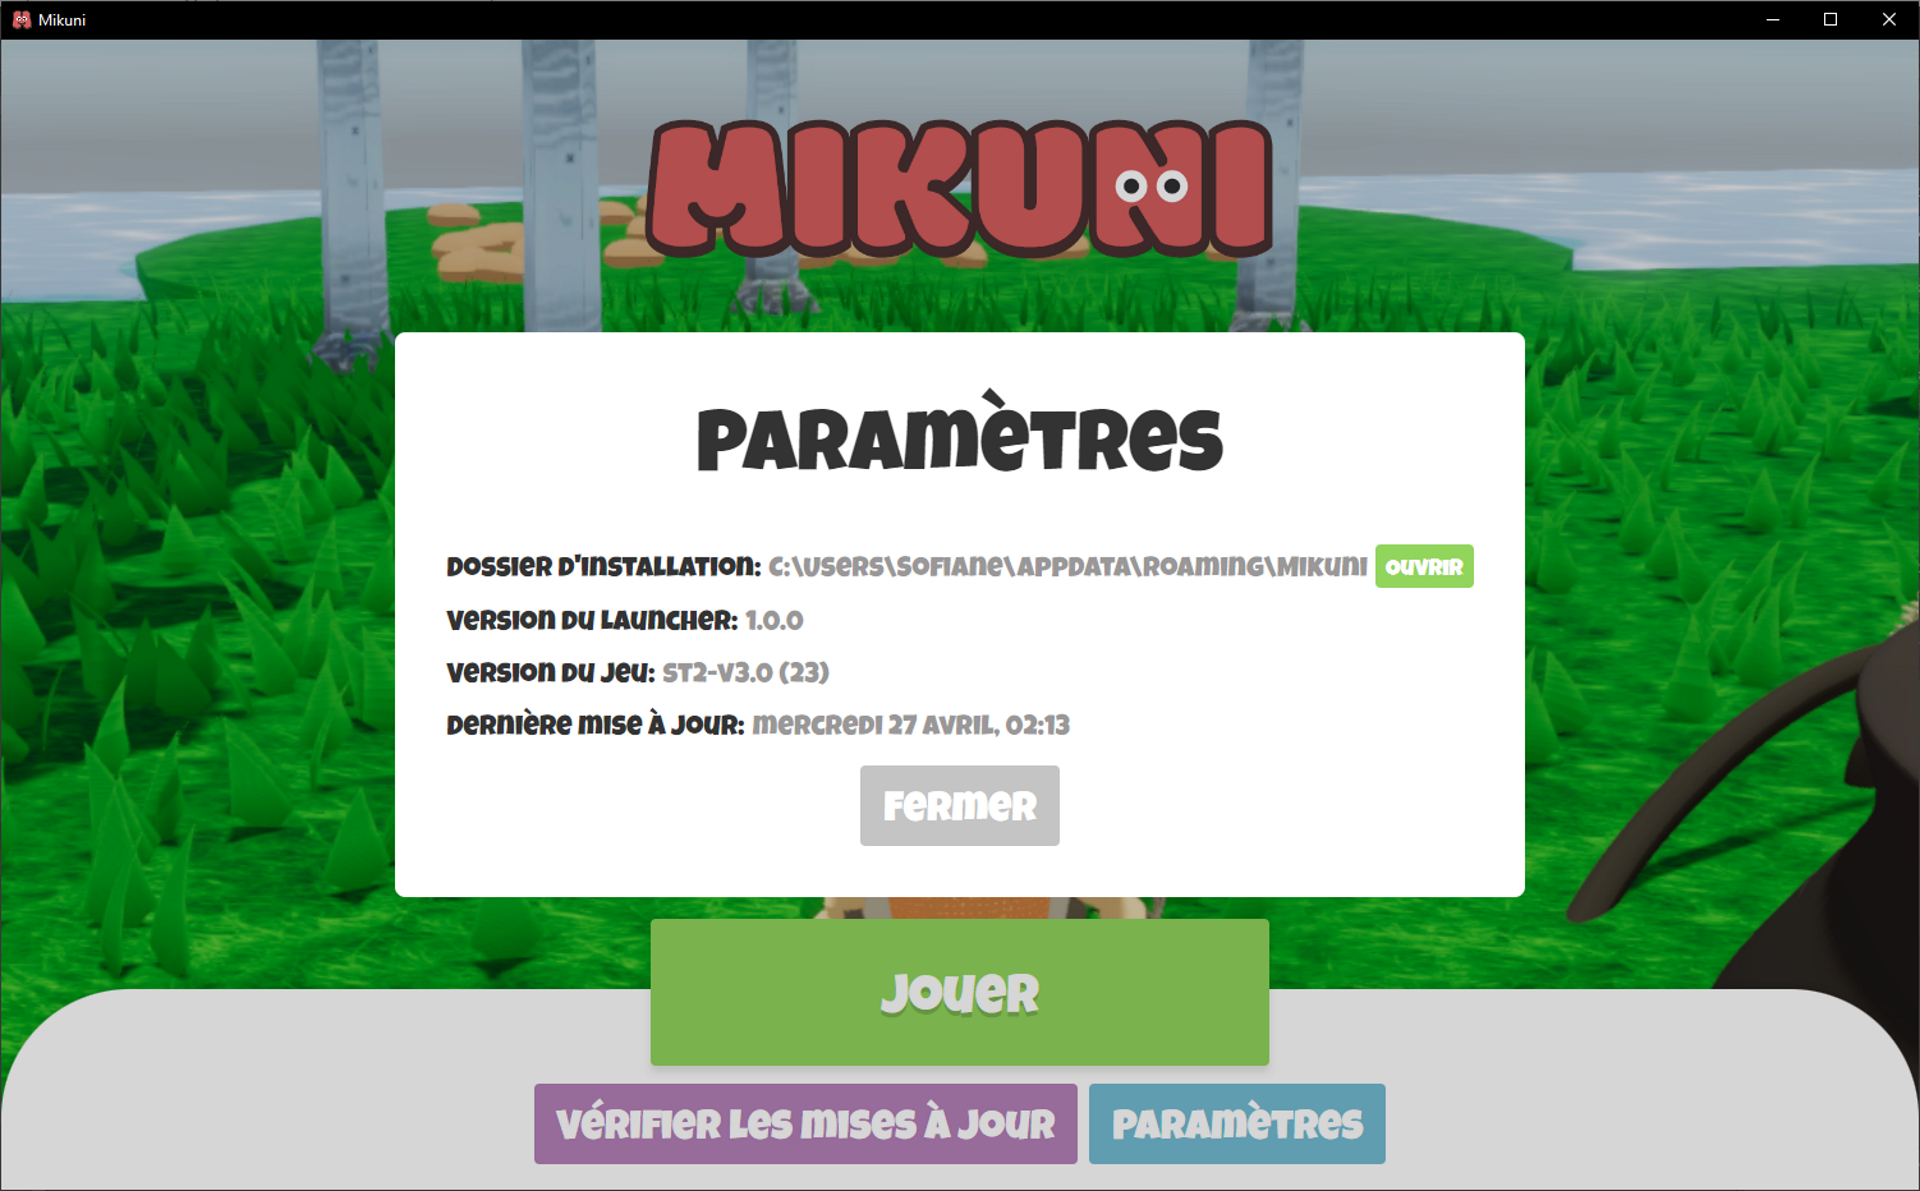 Mikuni
MIKUNI
Paramètres
Dossier d'installation: C:\Users\Sofiane\AppData\Roaming\Mikuni Ouvrir
Version du launcher: 1.0.0
Version du jeu: ST2-V3.0 (23)
Dernière mise à jour: mercredi 27 avril, 02:13
Fermer
Jouer
Vérifier les mises à jour Paramètres